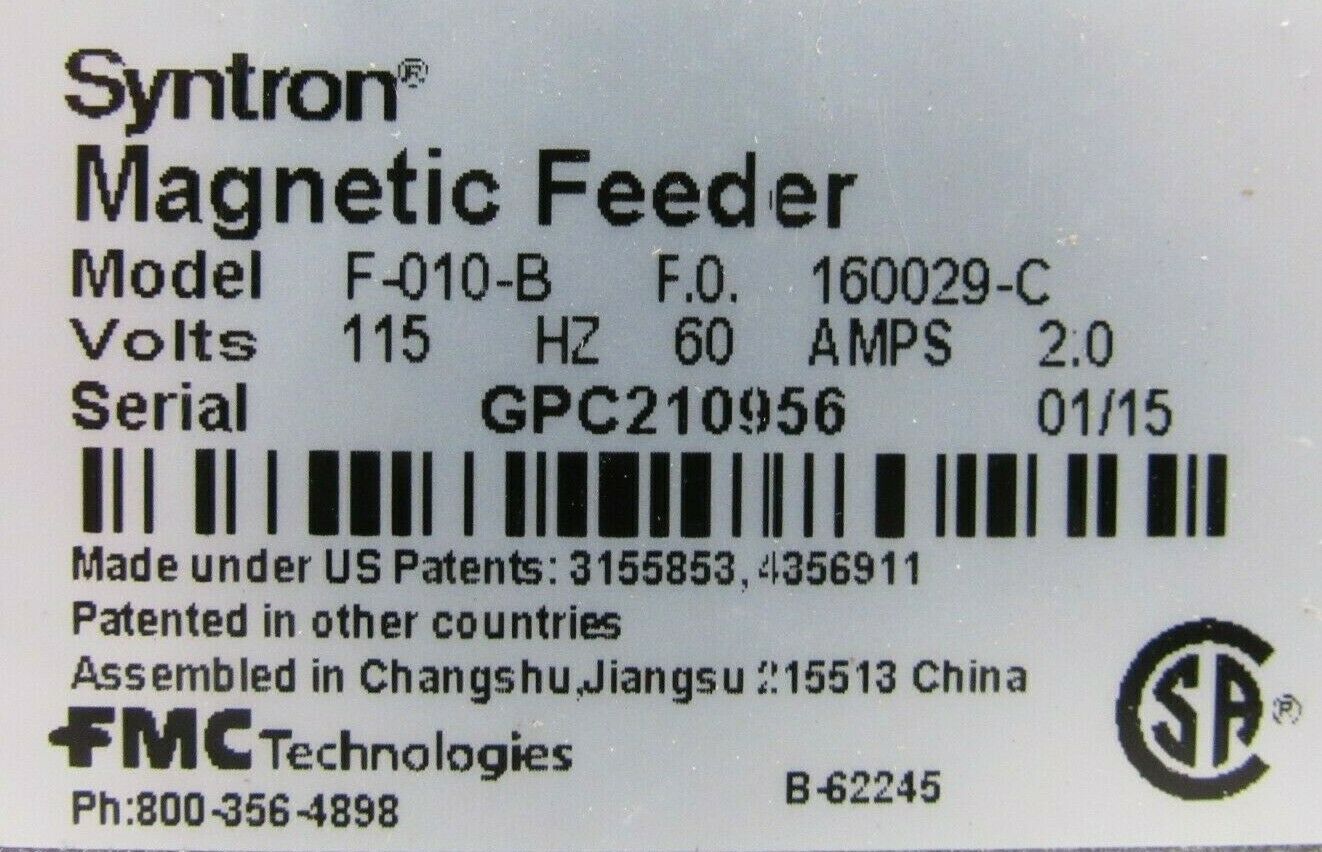 Syntron®
Magnetic Feeder
Model F-010-B F.O. 160029-C
Volts 115 HZ 60 AMPS 2.0
Serial GPC210956 01/15
Made under US Patents: 3155853, 4356911
Patented in other countries
Assembled in Changshu,Jiangsu 215513 China
FMC Technologies
Ph:800-356-4898
B-62245
CSA®